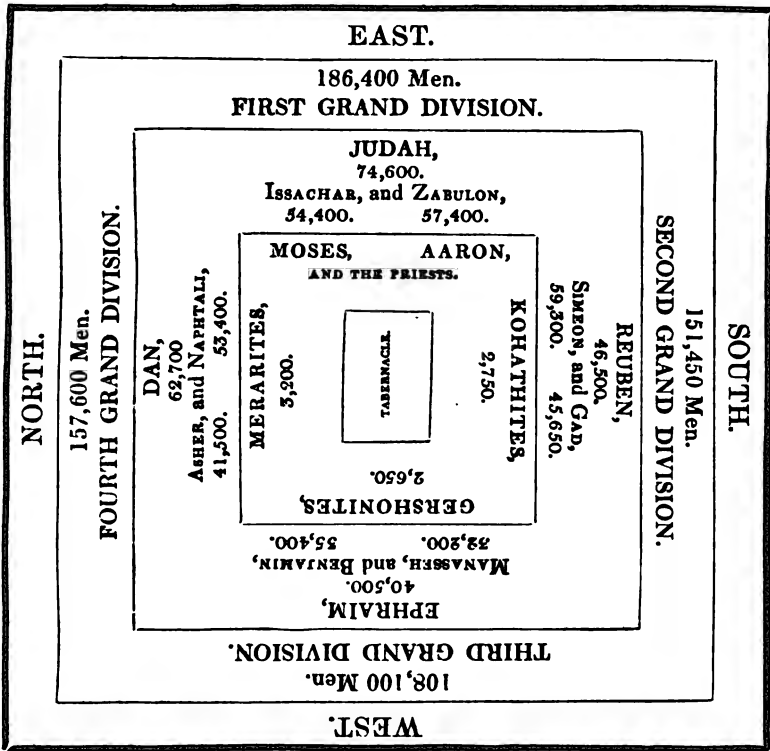 EAST.
186,400 Men.
FIRST GRAND DIVISION.
JUDAH,
74,600.
ISSACHAR, and ZABULON,
54,400. 57,400.
MOSES, AARON,
AND THE PRIESTS.
TABERNACLE.
KOHATHITES,
2,750.
GERSHONITES,
2,650.
MERARITES,
3,200.
SOUTH.
151,450 Men.
SECOND GRAND DIVISION.
REUBEN,
46,500.
SIMEON, and GAD,
59,300. 45,650.
WEST.
108,100 Men.
THIRD GRAND DIVISION.
EPHRAIM,
40,500.
MANASSEH, and BENJAMIN,
32,200. 35,400.
NORTH.
157,600 Men.
FOURTH GRAND DIVISION.
DAN,
62,700
ASHER, and NAPHTALI,
41,500. 53,400.